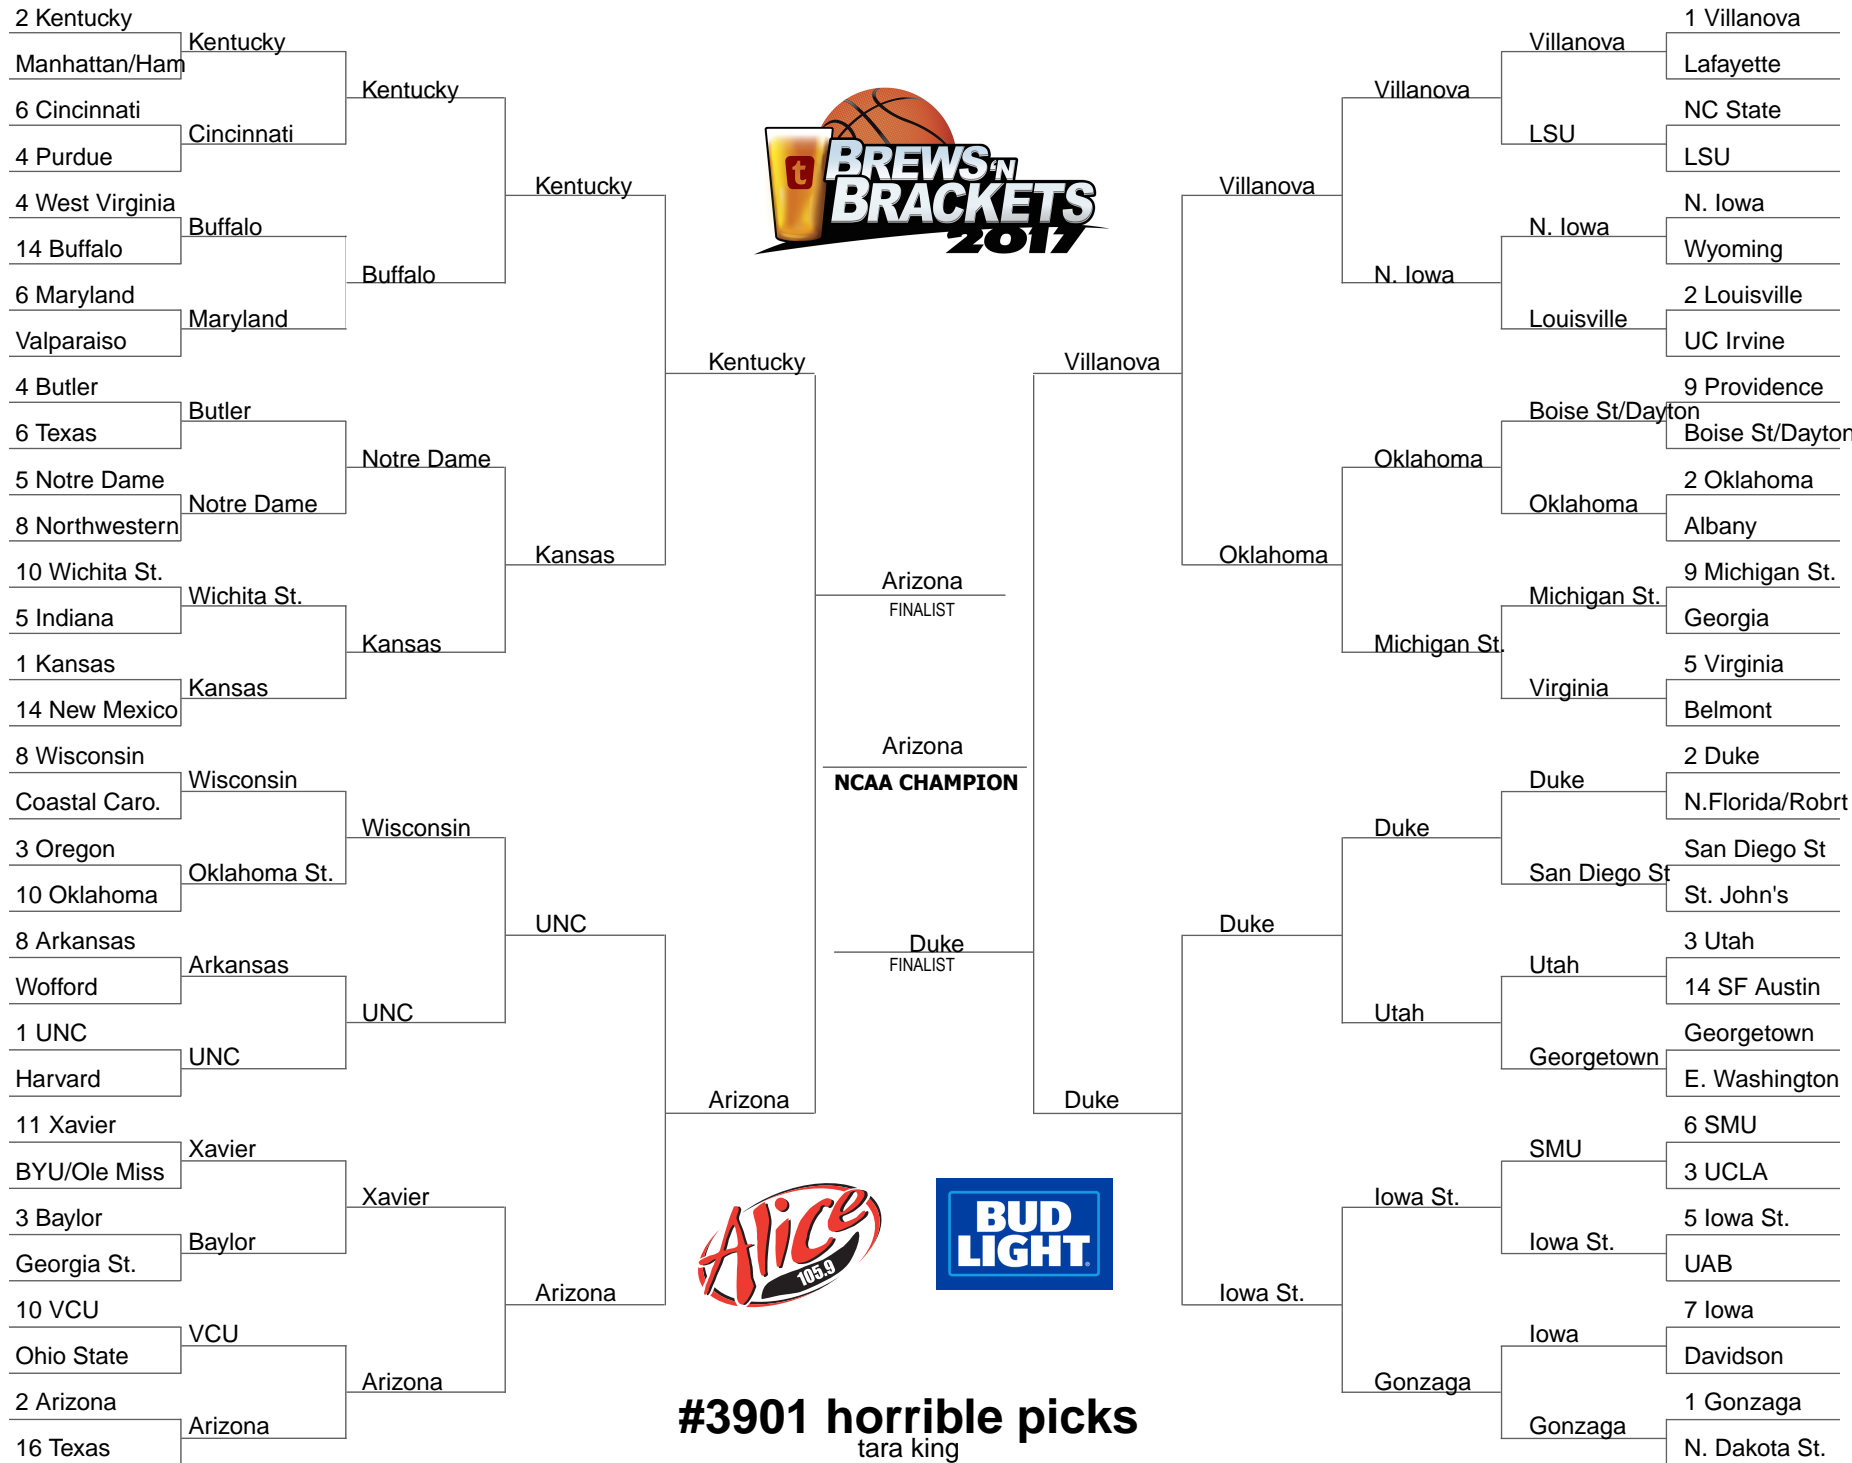 2 Kentucky
Manhattan/Ham
6 Cincinnati
4 Purdue
4 West Virginia
14 Buffalo
6 Maryland
Valparaiso
4 Butler
6 Texas
5 Notre Dame
8 Northwestern
10 Wichita St.
5 Indiana
1 Kansas
14 New Mexico
8 Wisconsin
Coastal Caro.
3 Oregon
10 Oklahoma
8 Arkansas
Wofford
1 UNC
Harvard
11 Xavier
BYU/Ole Miss
3 Baylor
Georgia St.
10 VCU
Ohio State
2 Arizona
16 Texas
Kentucky
Cincinnati
Buffalo
Maryland
Butler
Notre Dame
Wichita St.
Kansas
Wisconsin
Oklahoma St.
Arkansas
UNC
Xavier
Baylor
VCU
Arizona
Kentucky
Buffalo
Notre Dame
Kansas
Wisconsin
UNC
Xavier
Arizona
Kentucky
Kansas
UNC
Arizona
Kentucky
Arizona
t
BREWS 'N
BRACKETS
2017
Arizona
FINALIST
Arizona
NCAA CHAMPION
Duke
FINALIST
Alice
105.9
BUD
LIGHT
#3901 horrible picks
tara king
Villanova
Duke
Villanova
Oklahoma
Duke
Iowa St.
Villanova
N. Iowa
Oklahoma
Michigan St.
Duke
Utah
Iowa St.
Gonzaga
Villanova
LSU
N. Iowa
Louisville
Boise St/Dayton
Oklahoma
Michigan St.
Virginia
Duke
San Diego St
Utah
Georgetown
SMU
Iowa St.
Iowa
Gonzaga
1 Villanova
Lafayette
NC State
LSU
N. Iowa
Wyoming
2 Louisville
UC Irvine
9 Providence
Boise St/Dayton
2 Oklahoma
Albany
9 Michigan St.
Georgia
5 Virginia
Belmont
2 Duke
N.Florida/Robrt
San Diego St
St. John's
3 Utah
14 SF Austin
Georgetown
E. Washington
6 SMU
3 UCLA
5 Iowa St.
UAB
7 Iowa
Davidson
1 Gonzaga
N. Dakota St.